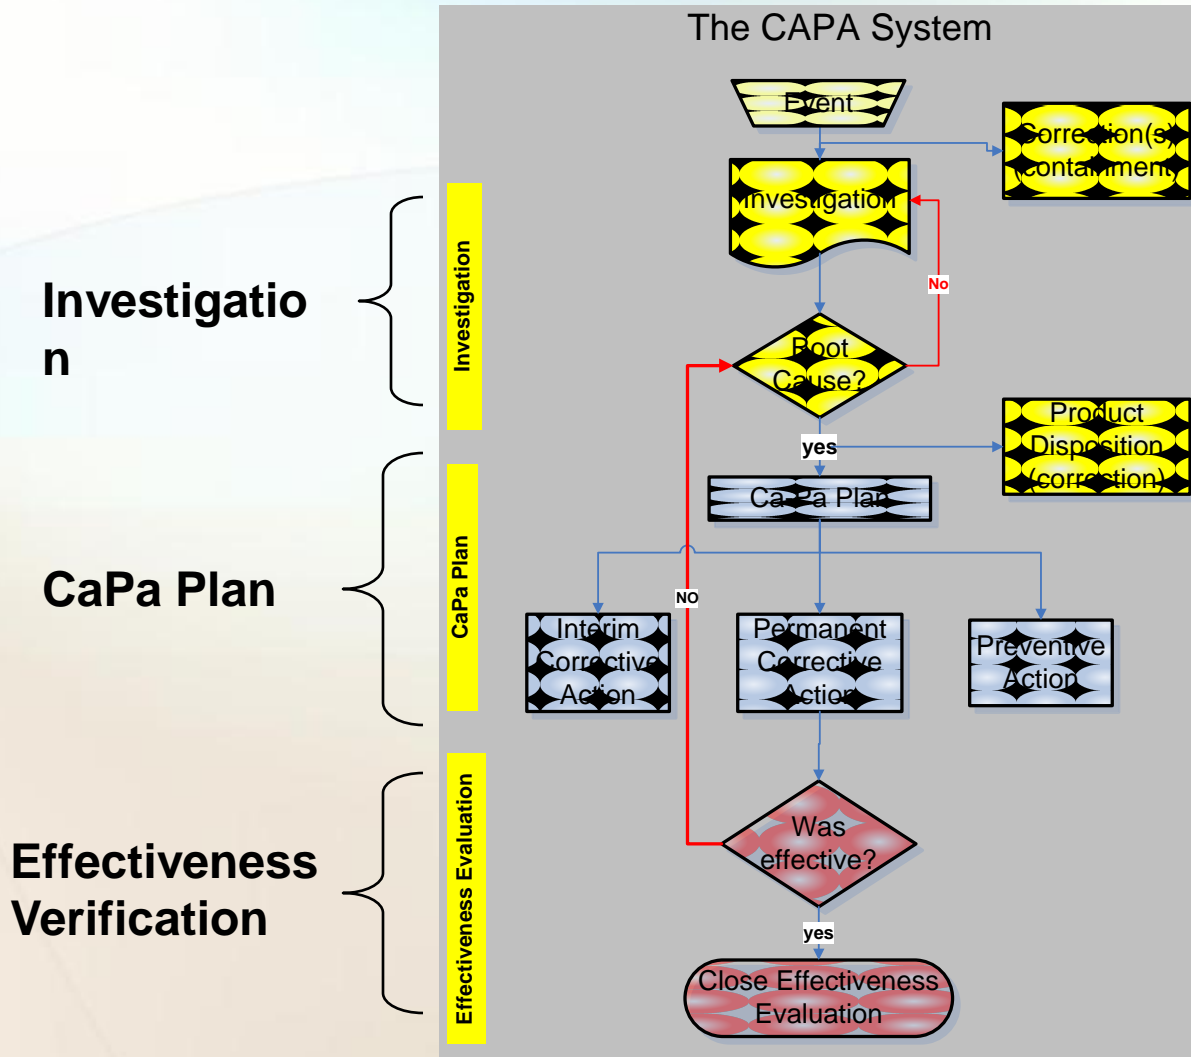 The CAPA System
Event
Correction(s)
(containment)
Investigation
No
Investigation
Investigatio
n
Root
Cause?
yes
Product
Disposition
(correction)
Ca-Pa Plan
CaPa Plan
CaPa Plan
NO
Interim
Corrective
Action
Permanent
Corrective
Action
Preventive
Action
Effectiveness
Verification
Effectiveness Evaluation
Was
effective?
yes
Close Effectiveness
Evaluation